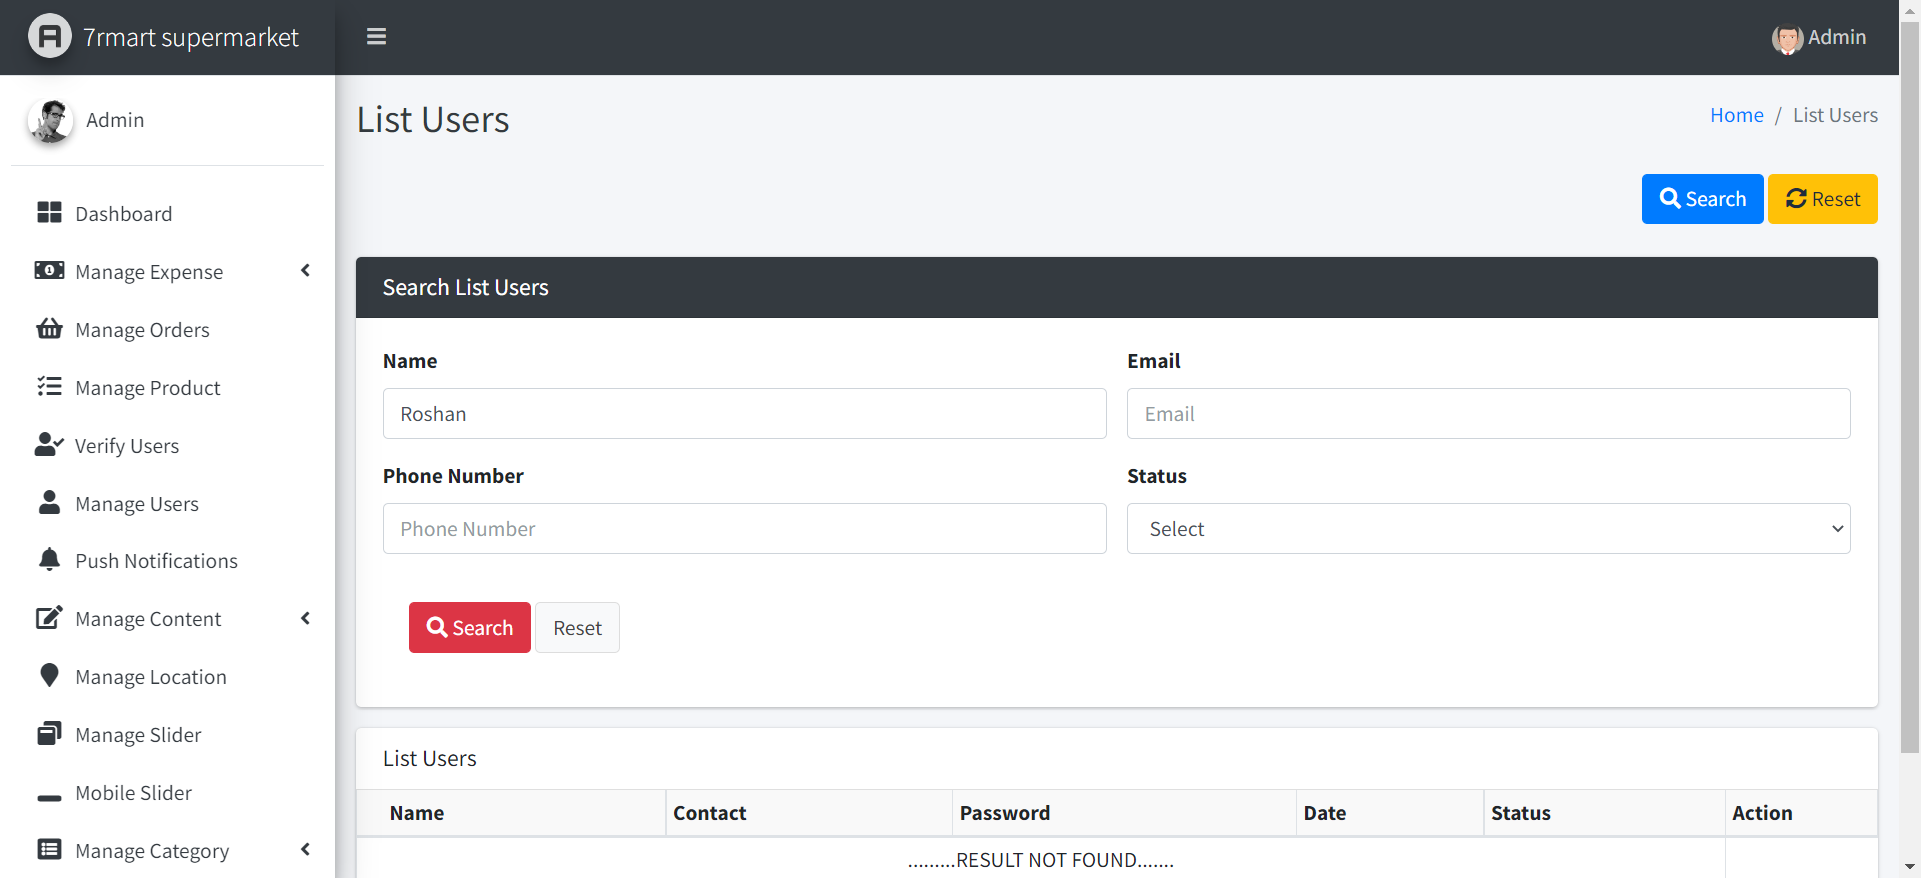 7rmart supermarket
Admin
Admin
List Users
Home / List Users
Dashboard
Manage Expense
Manage Orders
Manage Product
Verify Users
Manage Users
Push Notifications
Manage Content
Manage Location
Manage Slider
Mobile Slider
Manage Category
Search Reset
Search List Users
Name Email
Roshan Email
Phone Number Status
Phone Number Select
Search Reset
List Users
Name Contact Password Date Status Action
.........RESULT NOT FOUND.......